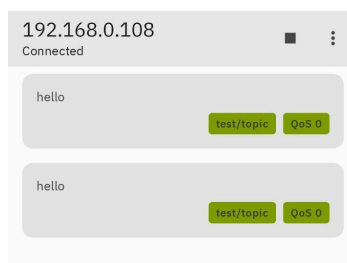 192.168.0.108
Connected
hello
test/topic QoS 0
hello
test/topic QoS 0